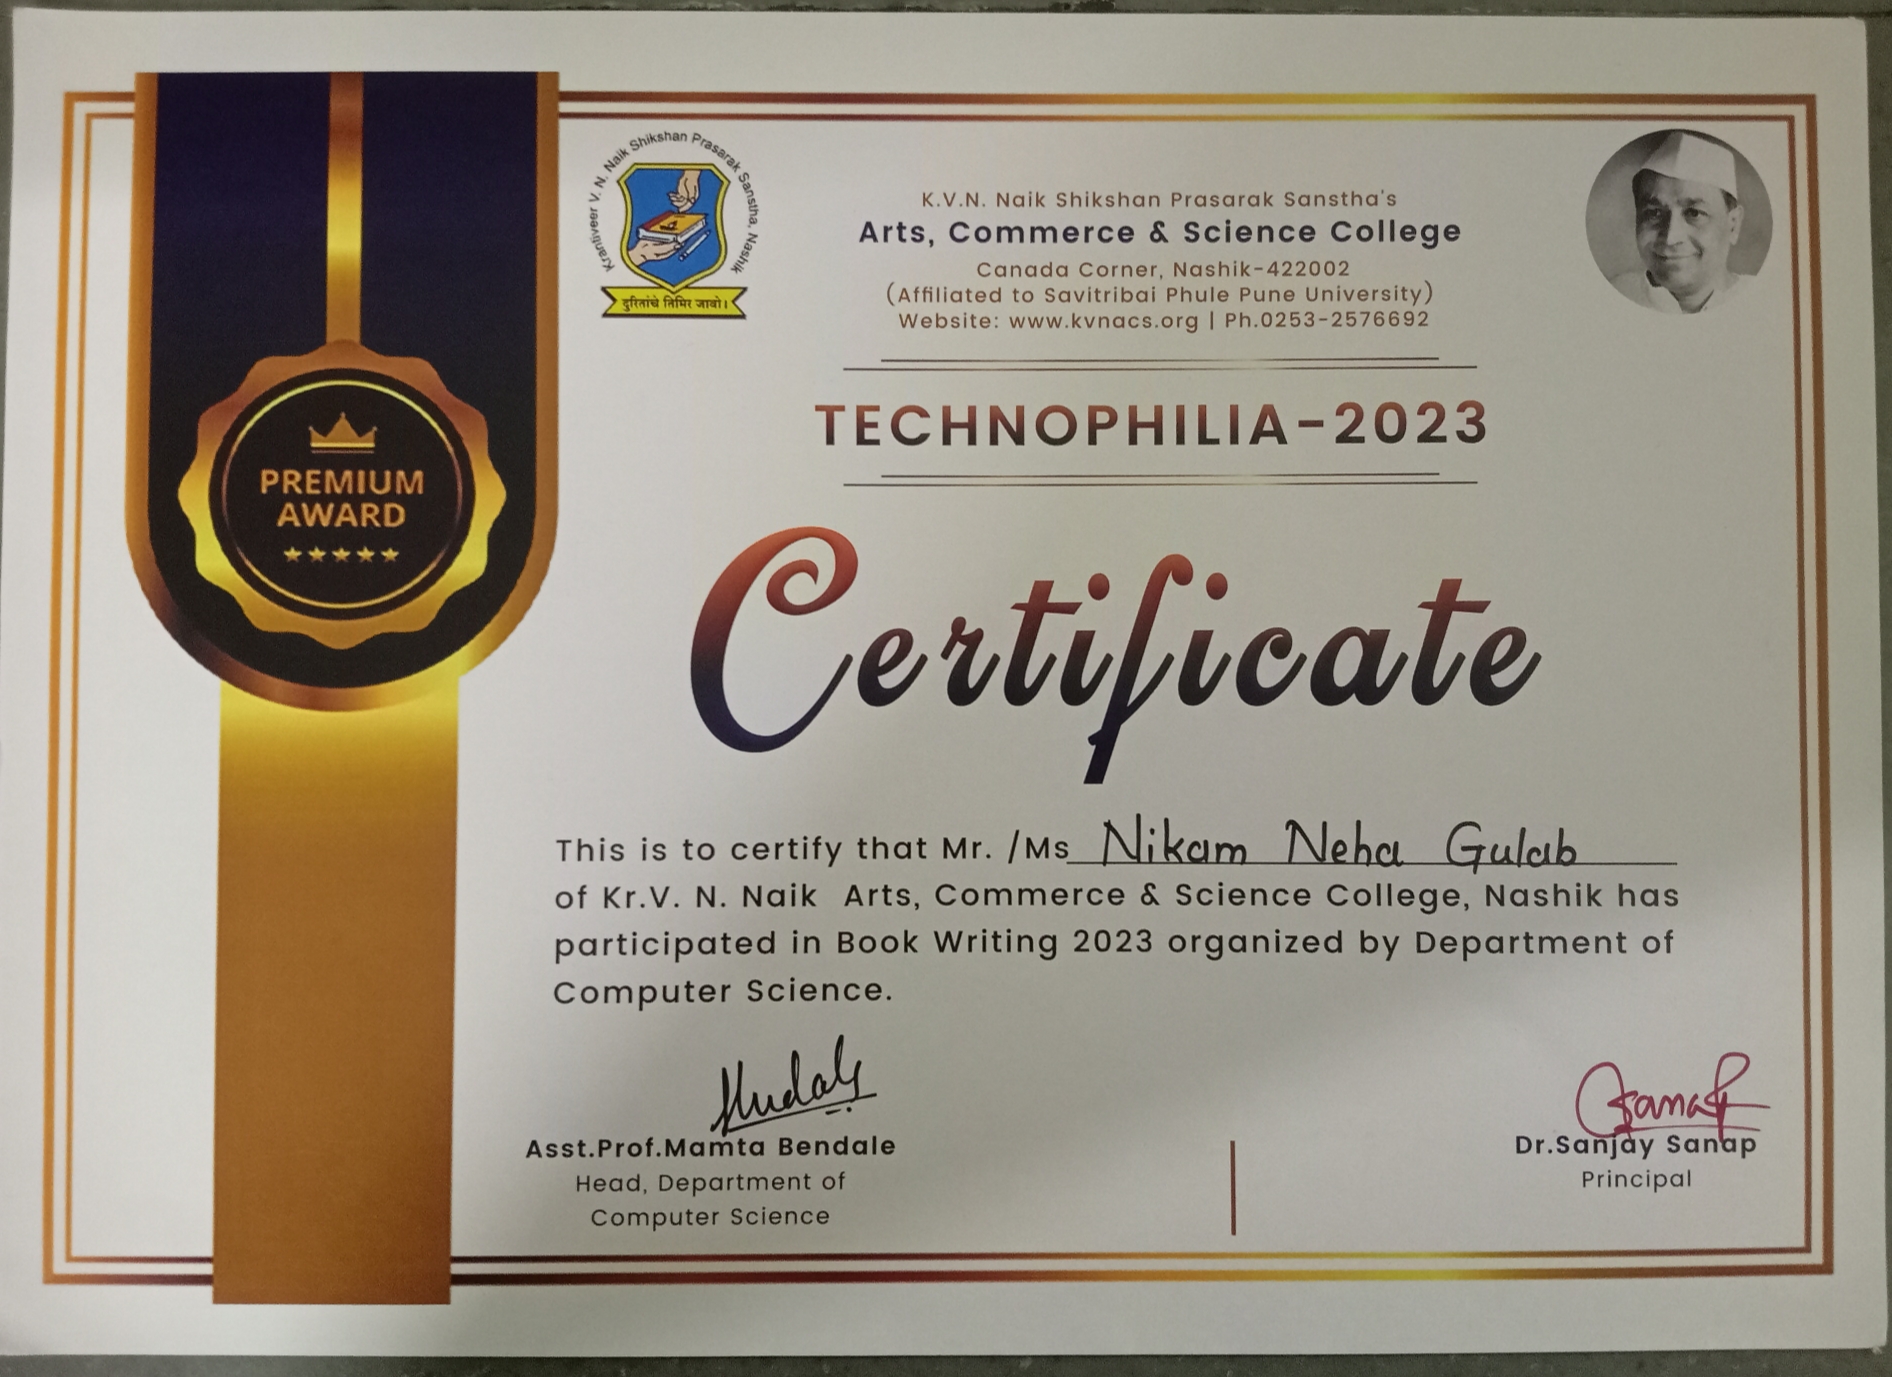 Krantiveer V. N. Naik Shikshan Prasarak Sanstha, Nashik
दुरितांचे तिमिर जावो।
K.V.N. Naik Shikshan Prasarak Sanstha's
Arts, Commerce & Science College
Canada Corner, Nashik-422002
(Affiliated to Savitribai Phule Pune University)
Website: www.kvnacs.org | Ph.0253-2576692
TECHNOPHILIA-2023
PREMIUM
AWARD
Certificate
This is to certify that Mr. /Ms Nikam Neha Gulab
of Kr.V. N. Naik Arts, Commerce & Science College, Nashik has
participated in Book Writing 2023 organized by Department of
Computer Science.
Asst.Prof.Mamta Bendale
Head, Department of
Computer Science
Dr.Sanjay Sanap
Principal